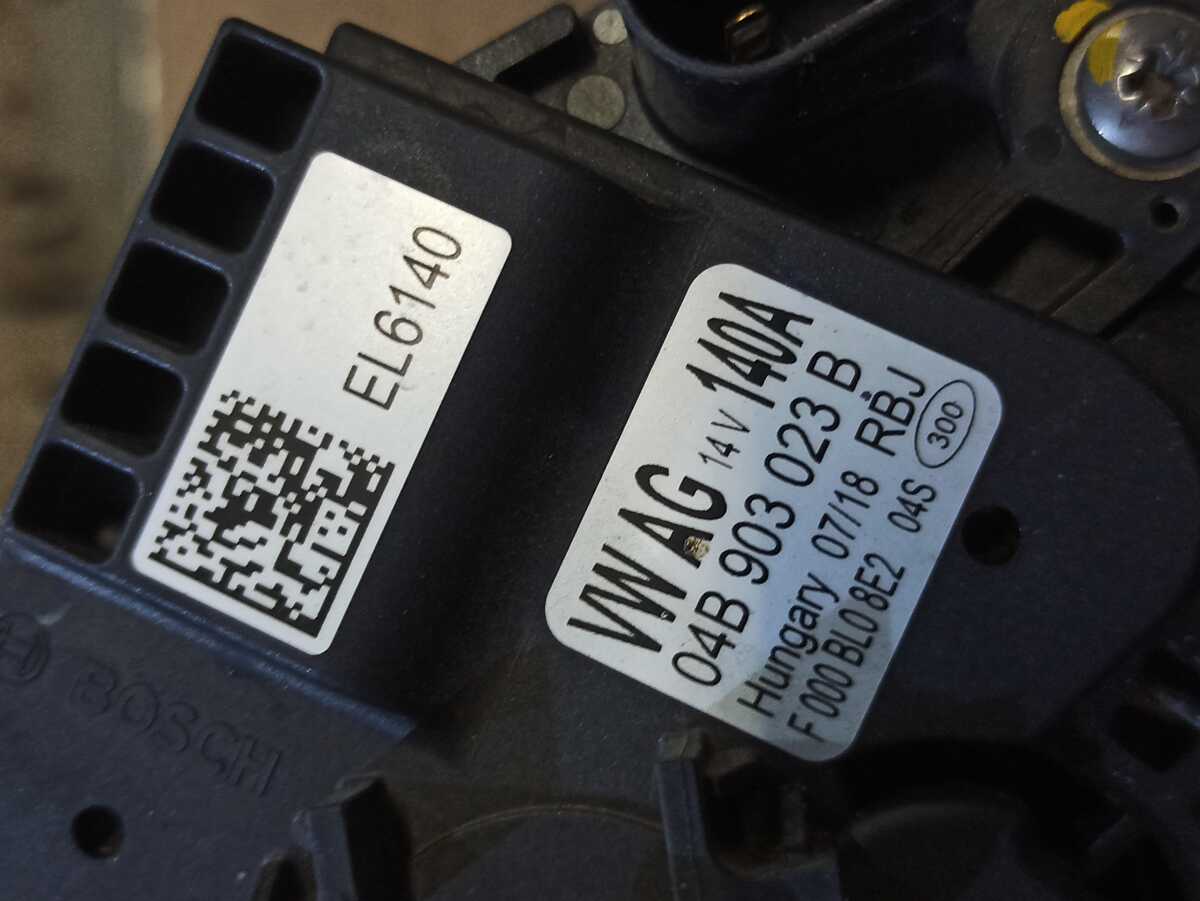 EL6140
VW AG 14 V 140A
04B 903 023 B
Hungary 07/18 RBJ
F 000 BL0 8E2 04S 300
BOSCH